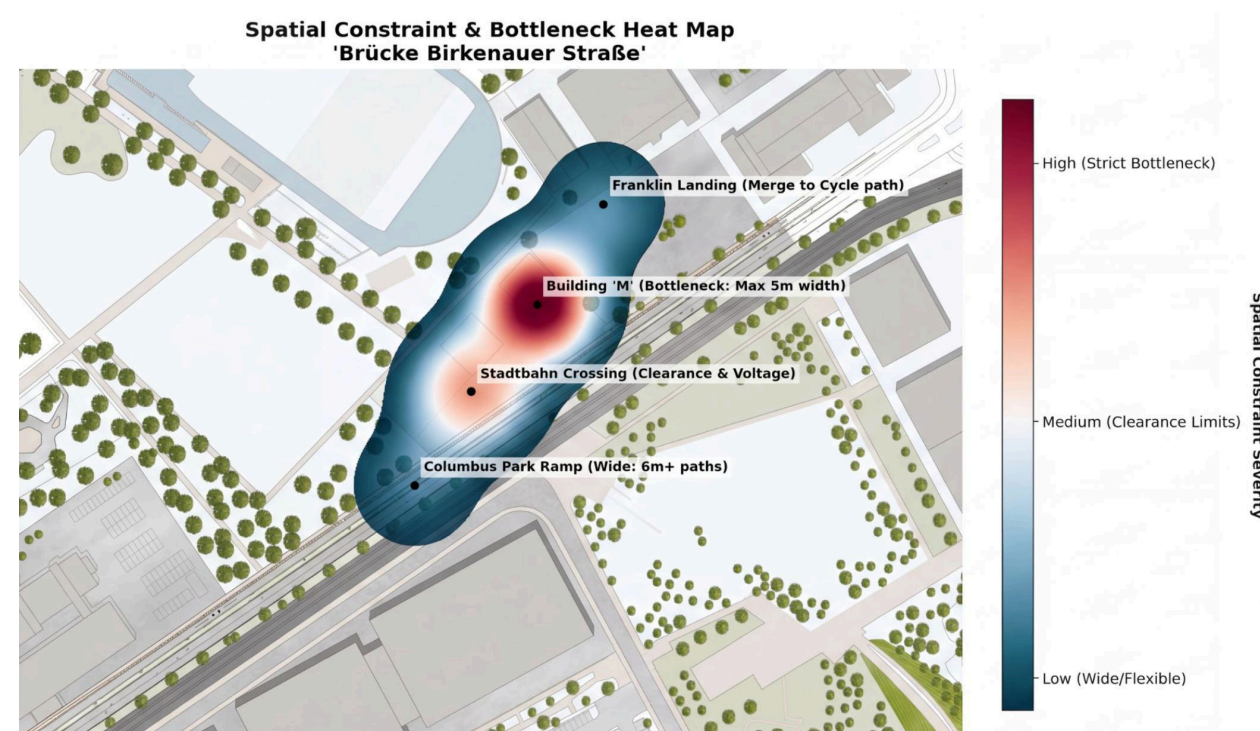 Spatial Constraint & Bottleneck Heat Map
'Brücke Birkenauer Straße'
Franklin Landing (Merge to Cycle path)
Building 'M' (Bottleneck: Max 5m width)
Stadtbahn Crossing (Clearance & Voltage)
Columbus Park Ramp (Wide: 6m+ paths)
High (Strict Bottleneck)
Medium (Clearance Limits)
Low (Wide/Flexible)
Spatial Constraint Severity